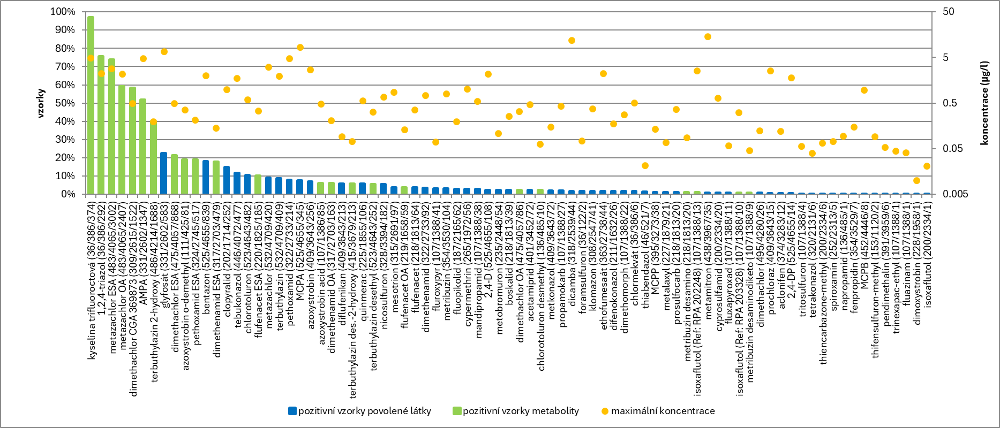 100%
90%
80%
70%
60%
50%
40%
30%
20%
10%
0%
vzorky
50
5
0.5
0.05
0.005
koncentrace (µg/l)
kyselina trifluoroctová (36/386/374)
1,2,4-triazol (36/386/292)
metazachlor ESA (483/4065/3002)
metazachlor OA (483/4065/2407)
dimethachlor CGA 369873 (309/2615/1522)
AMPA (331/2602/1347)
terbuthylazin 2-hydroxy (486/4214/1688)
glyfosát (331/2602/583)
dimethachlor ESA (475/4057/868)
azoxystrobin o-demethyl (111/425/81)
pethoxamid ESA (324/2745/517)
bentazon (525/4655/839)
dimethenamid ESA (317/2703/479)
clopyralid (202/1714/252)
tebukonazol (446/4072/477)
chlorotoluron (523/4643/482)
flufenacet ESA (220/1825/185)
metazachlor (532/4709/420)
terbuthylazin (532/4709/409)
pethoxamid (322/2733/214)
MCPA (525/4655/345)
azoxystrobin (409/3643/256)
azoxystrobin acid (107/1386/85)
dimethenamid OA (317/2703/163)
diflufenikan (409/3643/213)
terbuthylazin des.-2-hydroxy (415/3679/213)
quinmerac (225/1855/106)
terbuthylazin desethyl (523/4643/252)
nicosulfuron (328/3394/182)
mesotrion (315/2691/97)
flufenacet OA (219/1658/59)
flufenacet (218/1813/64)
dimethenamid (322/2733/92)
fluroxypyr (107/1388/41)
metribuzin (354/3530/104)
fluopikolid (187/2165/62)
cypermethrin (265/1972/56)
mandipropamid (107/1388/38)
2,4-D (525/4655/108)
metobromuron (235/2448/54)
boskalid (218/1813/39)
dimethachlor OA (475/4057/86)
acetamiprid (401/3452/72)
chlorotoluron desmethyl (136/485/10)
metkonazol (409/3643/72)
propamokarb (107/1388/27)
dicamba (318/2539/44)
foramsulfuron (36/122/2)
klomazon (308/2547/41)
ethofumesaát (363/2738/44)
difenokonazol (211/1632/26)
dimethomorph (107/1388/22)
chlormekvát (36/386/6)
thiabendazol (46/521/7)
MCPP (395/3273/38)
metalaxyl (227/1879/21)
prosulfocarb (218/1813/20)
metribuzin desamino (218/1813/20)
isoxaflutol (Ref: RPA 202248) (107/1388/13)
metamitron (438/3967/35)
cyprosulfamid (200/2334/20)
fluxapyroxad (107/1388/11)
isoxaflutol (Ref: RPA 203328) (107/1388/10)
metribuzin desaminodiketo (107/1388/9)
dimethachlor (495/4280/26)
prochloraz (409/3643/15)
aclonifen (374/3283/12)
2,4-DP (525/4655/14)
tritosulfuron (107/1388/4)
tetrakonazol (320/2131/6)
thiencarbazone-methyl (200/2334/6)
spiroxamin (252/2313/5)
napropamid (136/485/1)
fenpropidin (354/3529/7)
MCPB (452/4446/8)
thifensulfuron-methyl (153/1120/2)
pendimethalin (391/3959/6)
trinexapac-ethyl (107/1388/1)
fluazinam (107/1388/1)
dimoxystrobin (228/1958/1)
isoxaflutol (200/2334/1)
pozitivní vzorky povolené látky
pozitivní vzorky metabolity
maximální koncentrace